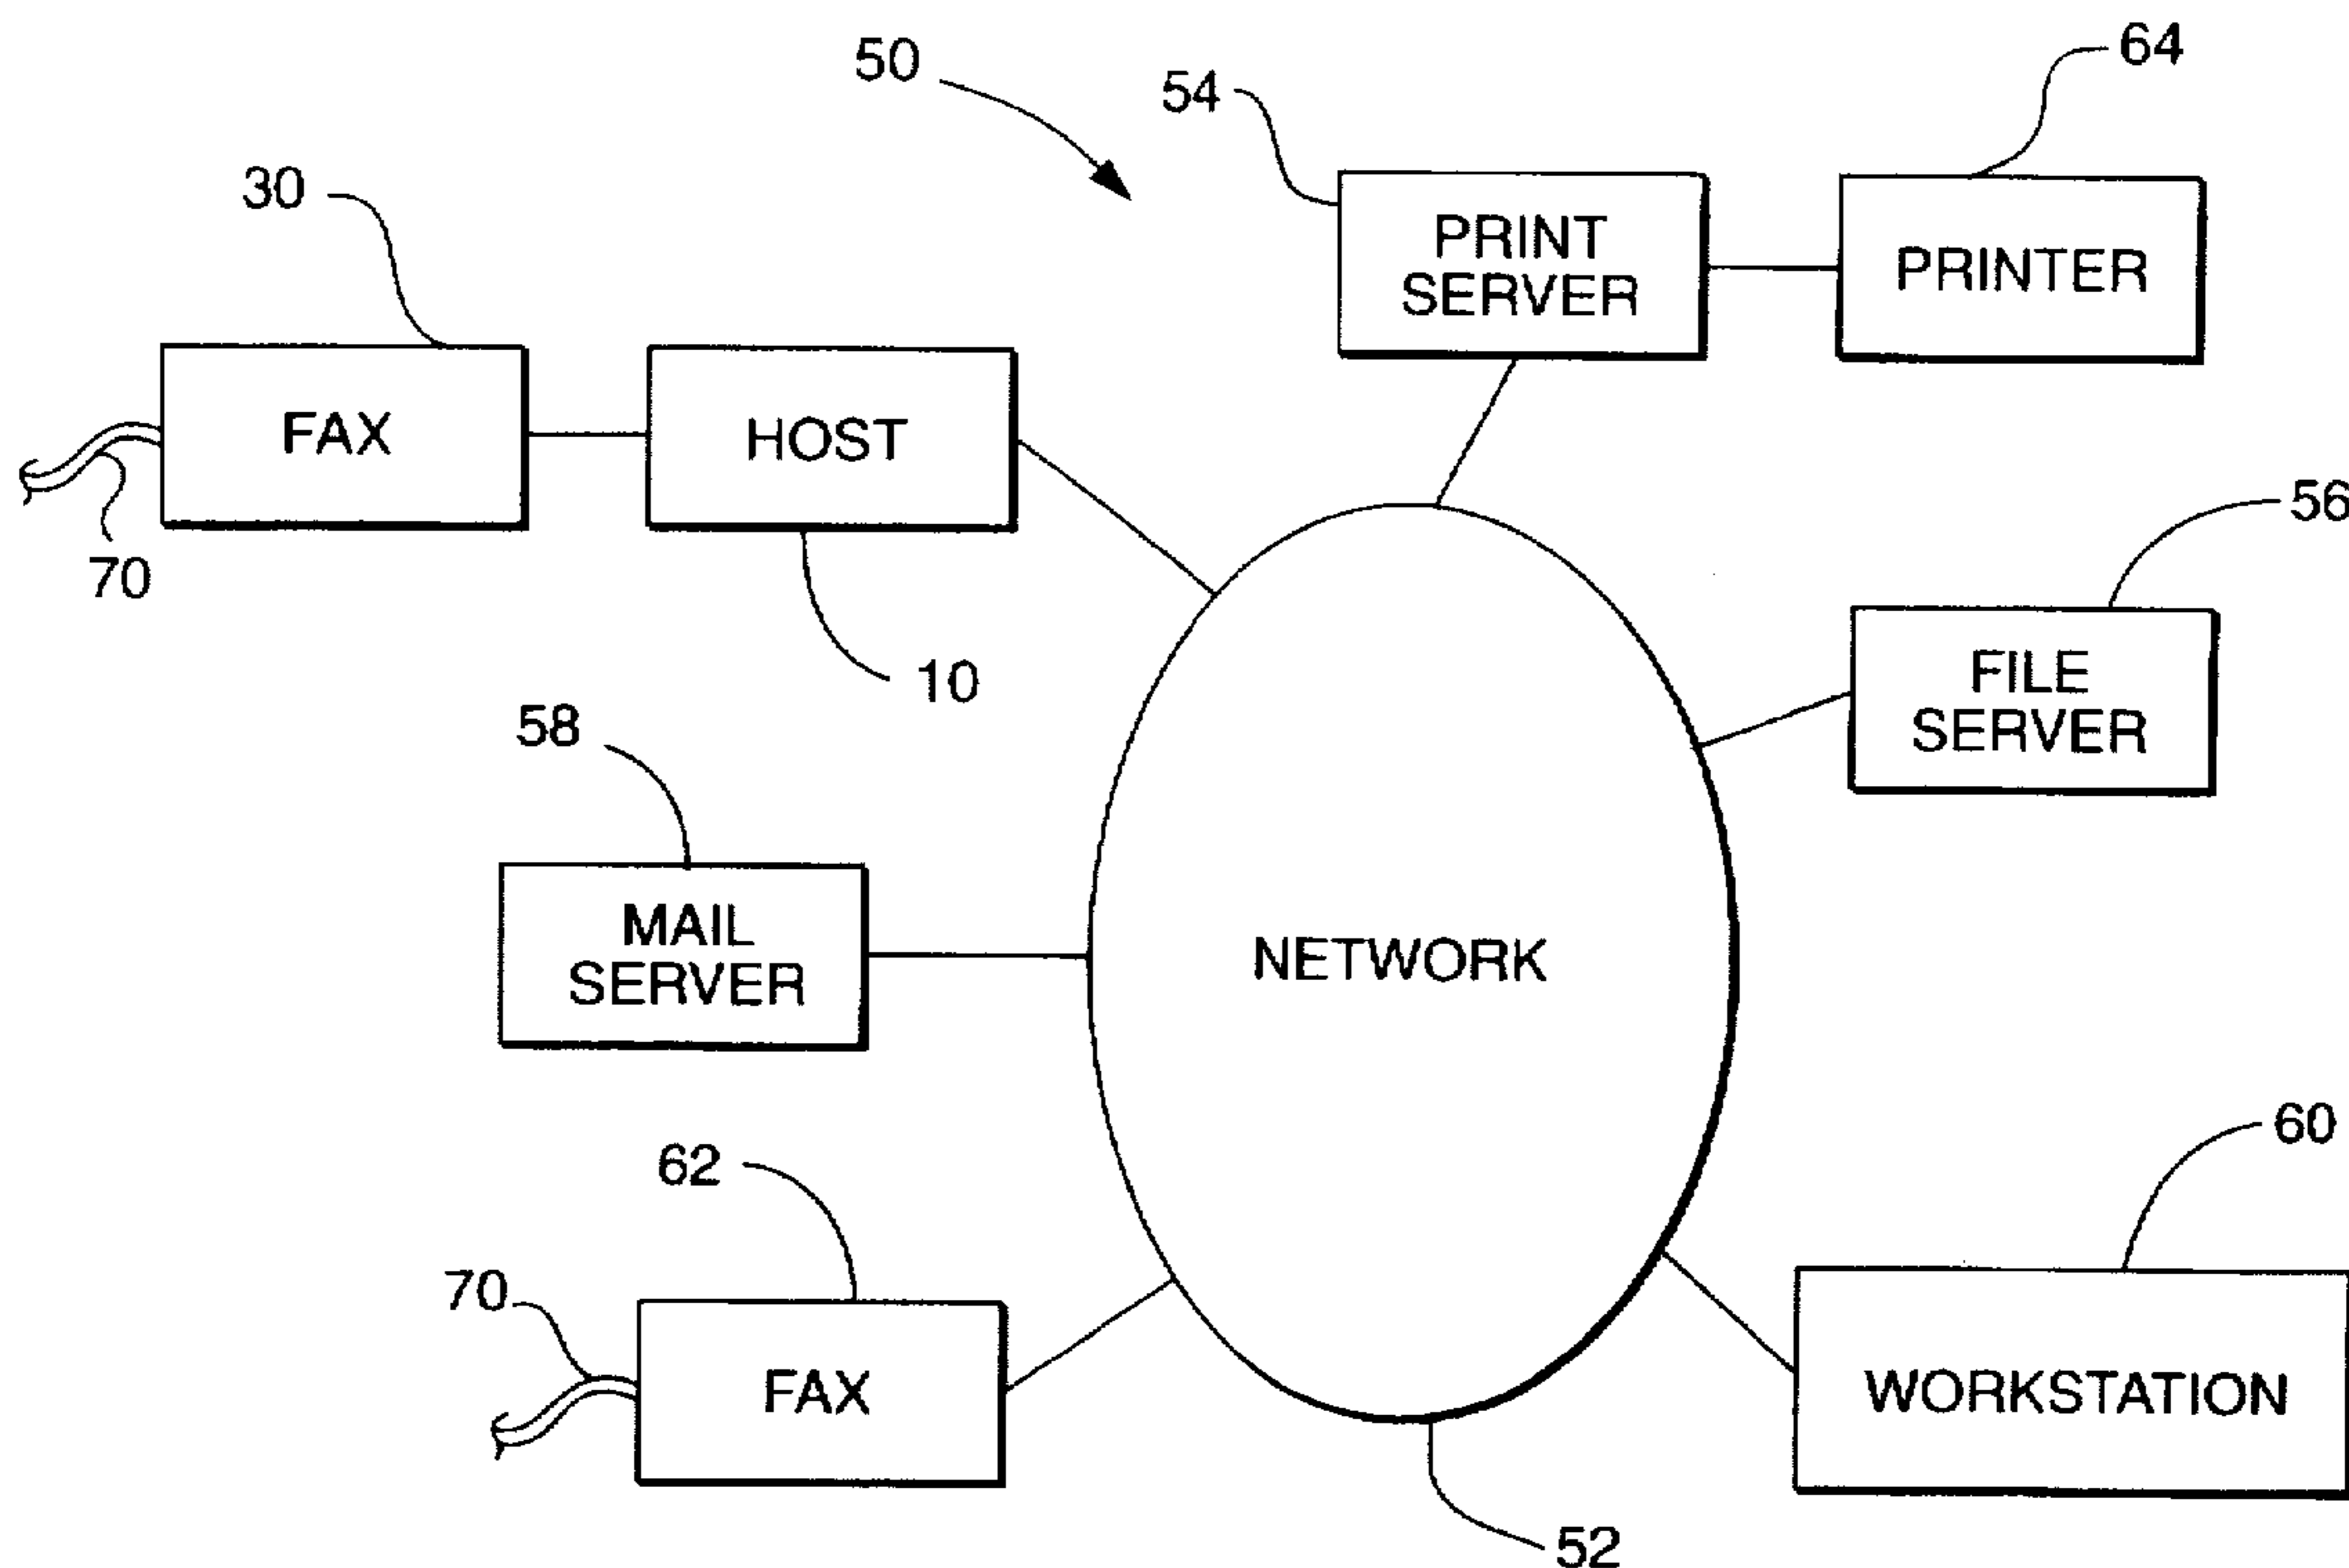 50
54
64
30
PRINT
SERVER
PRINTER
FAX
HOST
70
56
10
FILE
SERVER
58
MAIL
SERVER
NETWORK
62
60
70
FAX
WORKSTATION
52